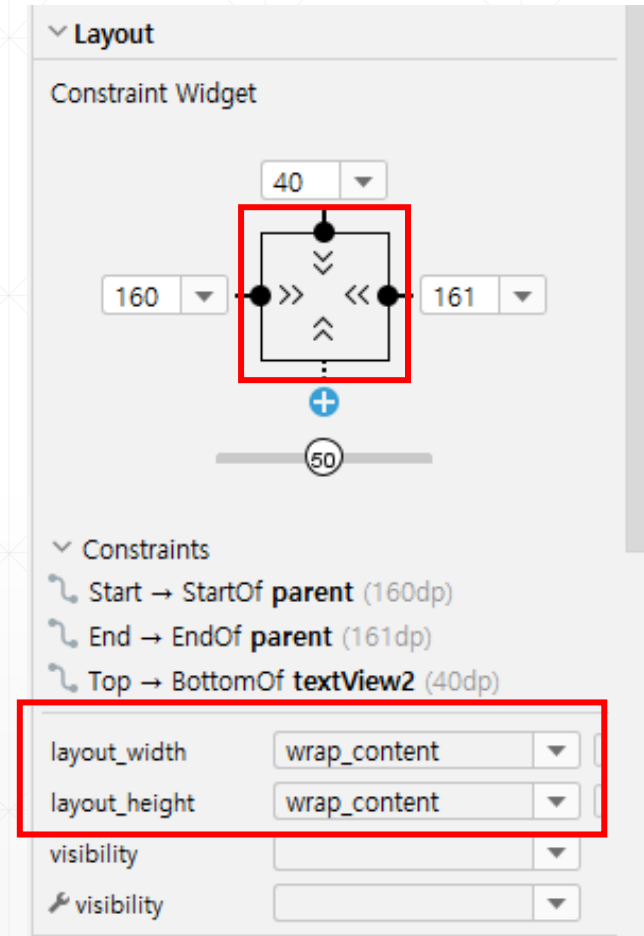 Layout
Constraint Widget
40
160
161
50
Constraints
Start → StartOf parent (160dp)
End → EndOf parent (161dp)
Top → BottomOf textView2 (40dp)
layout_width wrap_content
layout_height wrap_content
visibility
visibility